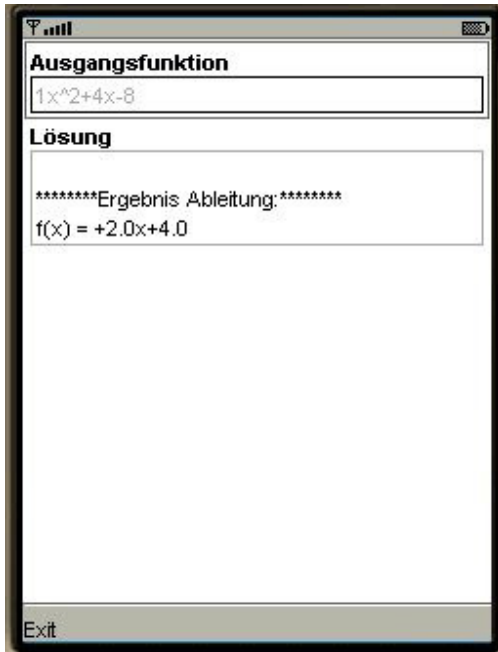 Ausgangsfunktion
1x^2+4x-8
Lösung
********Ergebnis Ableitung:********
f(x) = +2.0x+4.0
Exit